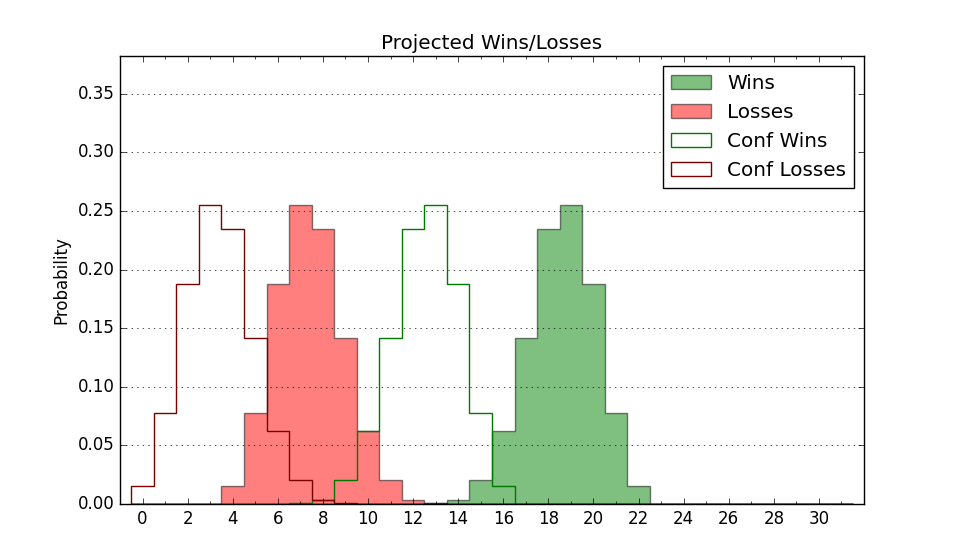 Projected Wins/Losses
Wins
Losses
Conf Wins
Conf Losses
Probability
0.35
0.30
0.25
0.20
0.15
0.10
0.05
0.00
0 2 4 6 8 10 12 14 16 18 20 22 24 26 28 30